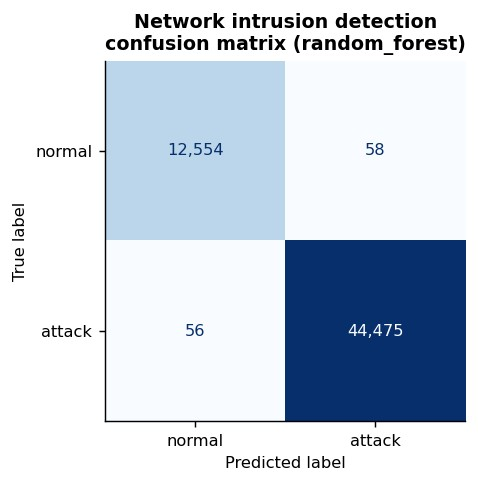 Network intrusion detection
confusion matrix (random_forest)
True label
normal
12,554
58
attack
56
44,475
normal
attack
Predicted label